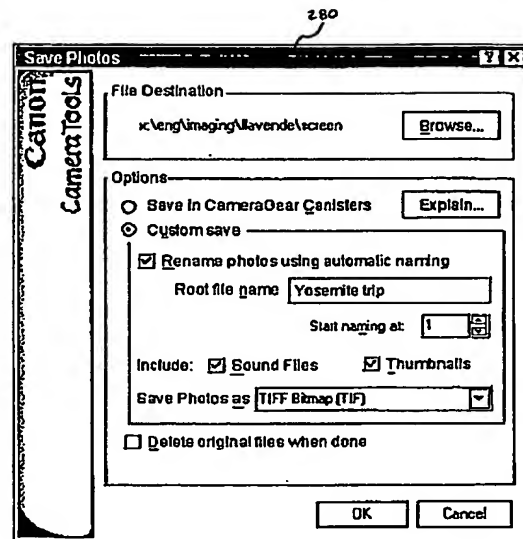 280
Save Photos
Canon
CameraTools
File Destination
x:\eng\imaging\llavende\screen
Browse...
Options
Save in CameraGear Canisters
Explain...
Custom save
Rename photos using automatic naming
Root file name
Yosemite trip
Start naming at:
1
Include:
Sound Files
Thumbnails
Save Photos as
TIFF Bitmap (TIF)
Delete original files when done
OK
Cancel